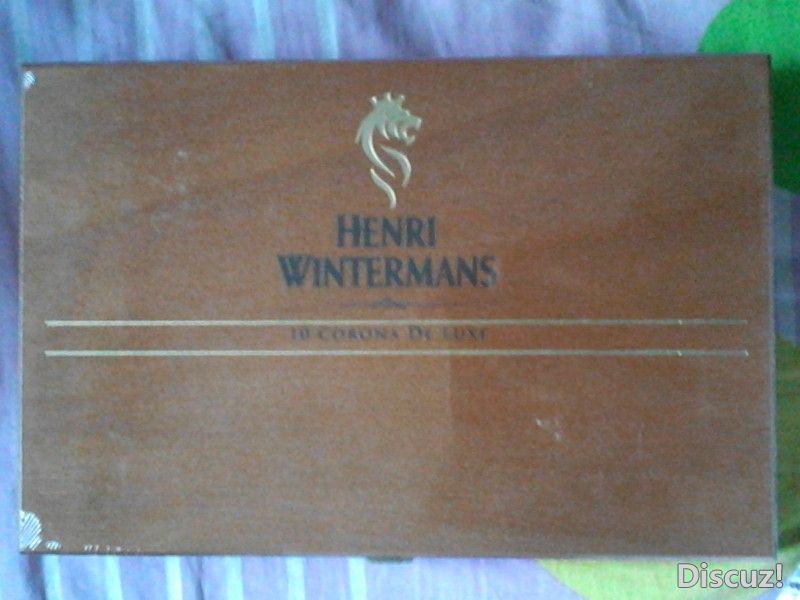 HENRI
WINTERMANS
10 CORONA DE LUXE
Discuz!